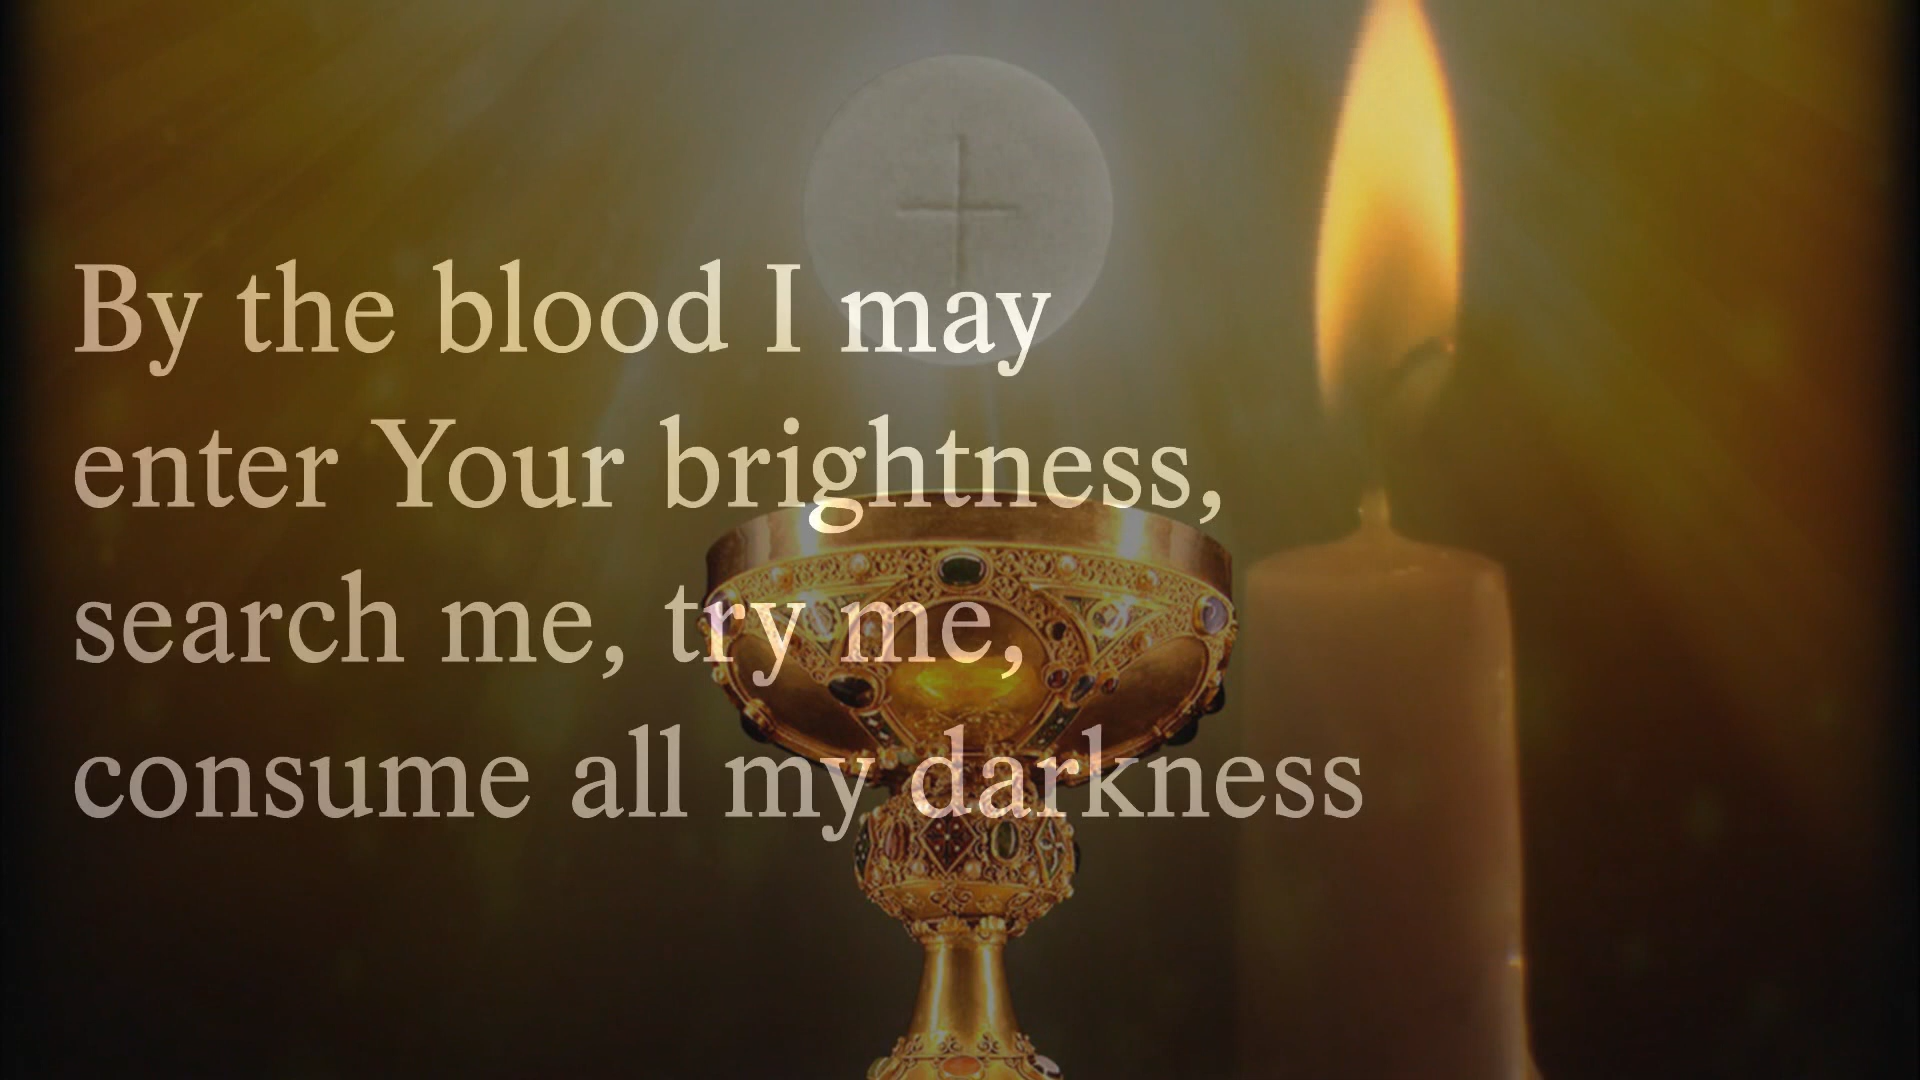 By the blood I may
enter Your brightness,
search me, try me,
consume all my darkness